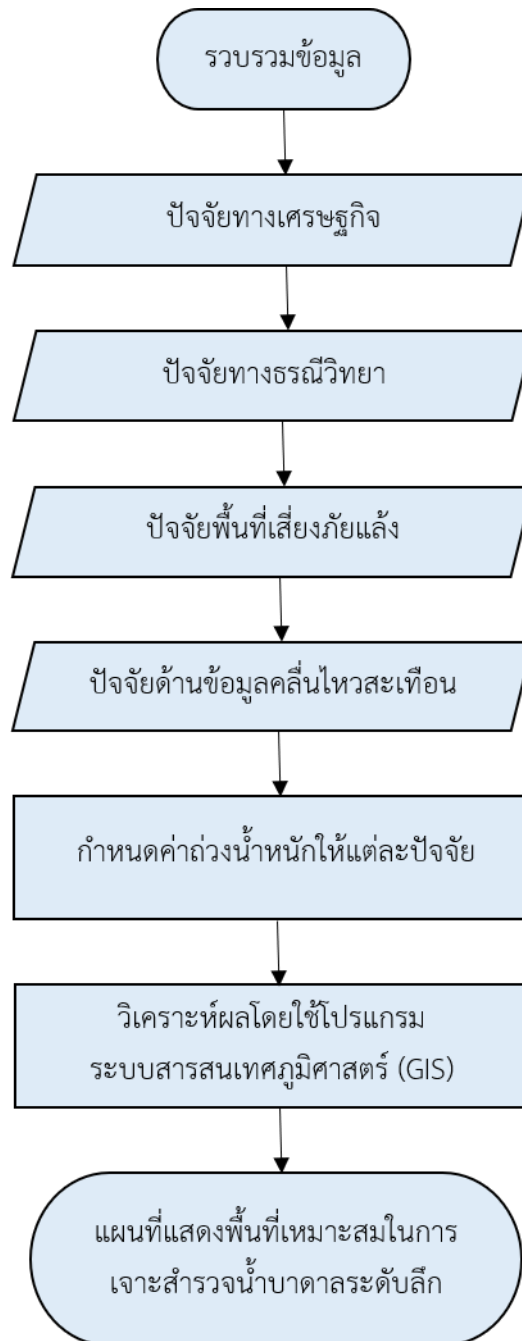 รวบรวมข้อมูล
ปัจจัยทางเศรษฐกิจ
ปัจจัยทางธรณีวิทยา
ปัจจัยพื้นที่เสี่ยงภัยแล้ง
ปัจจัยด้านข้อมูลคลื่นไหวสะเทือน
กำหนดค่าถ่วงน้ำหนักให้แต่ละปัจจัย
วิเคราะห์ผลโดยใช้โปรแกรม
ระบบสารสนเทศภูมิศาสตร์ (GIS)
แผนที่แสดงพื้นที่เหมาะสมในการ
เจาะสำรวจน้ำบาดาลระดับลึก